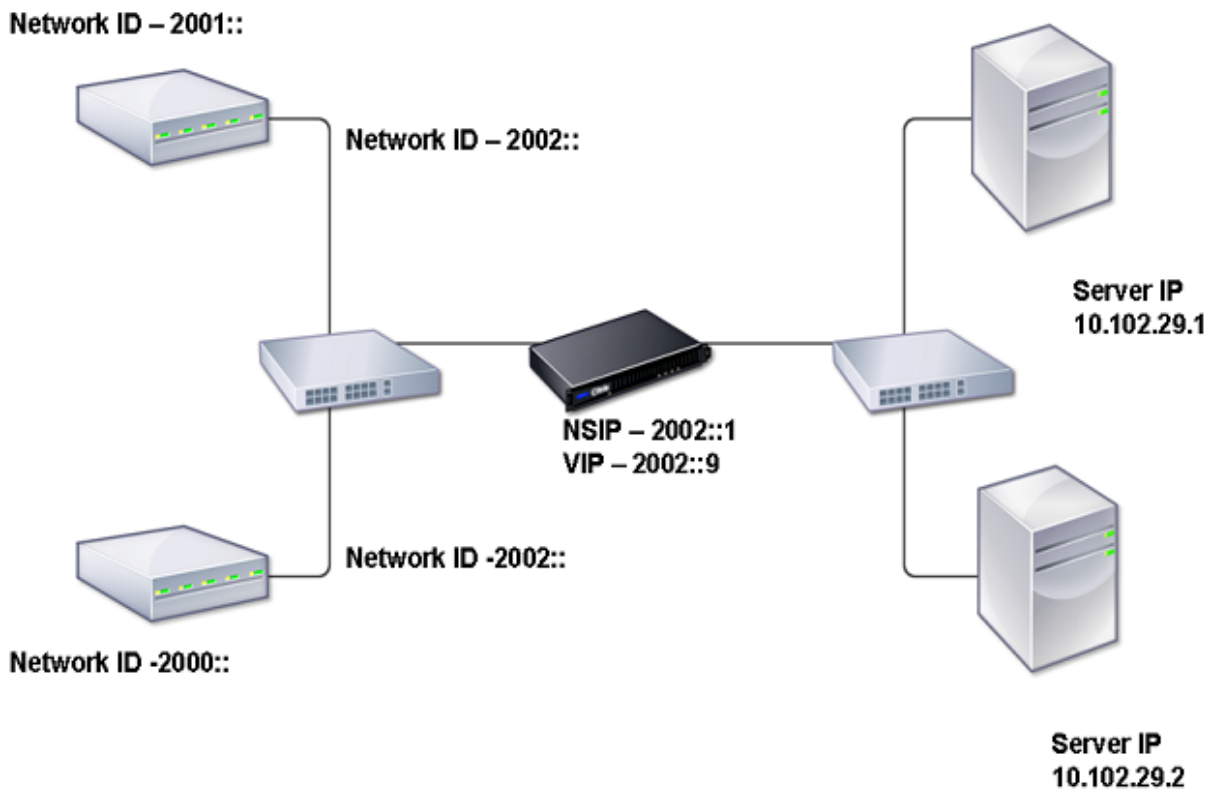 Network ID – 2001::
Network ID – 2002::
Server IP
10.102.29.1
Citrix
NSIP – 2002::1
VIP – 2002::9
Network ID -2002::
Network ID -2000::
Server IP
10.102.29.2